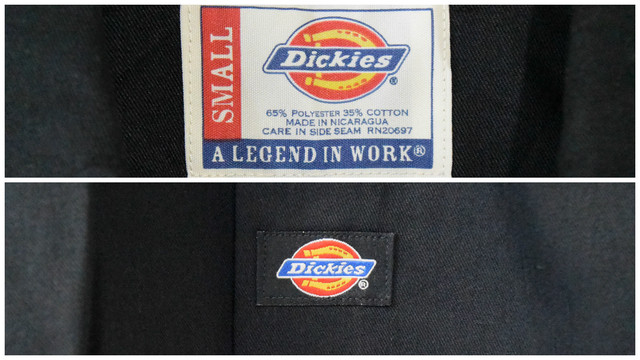 SMALL
Dickies®
65% POLYESTER 35% COTTON
MADE IN NICARAGUA
CARE IN SIDE SEAM RN20697
A LEGEND IN WORK®
Dickies®